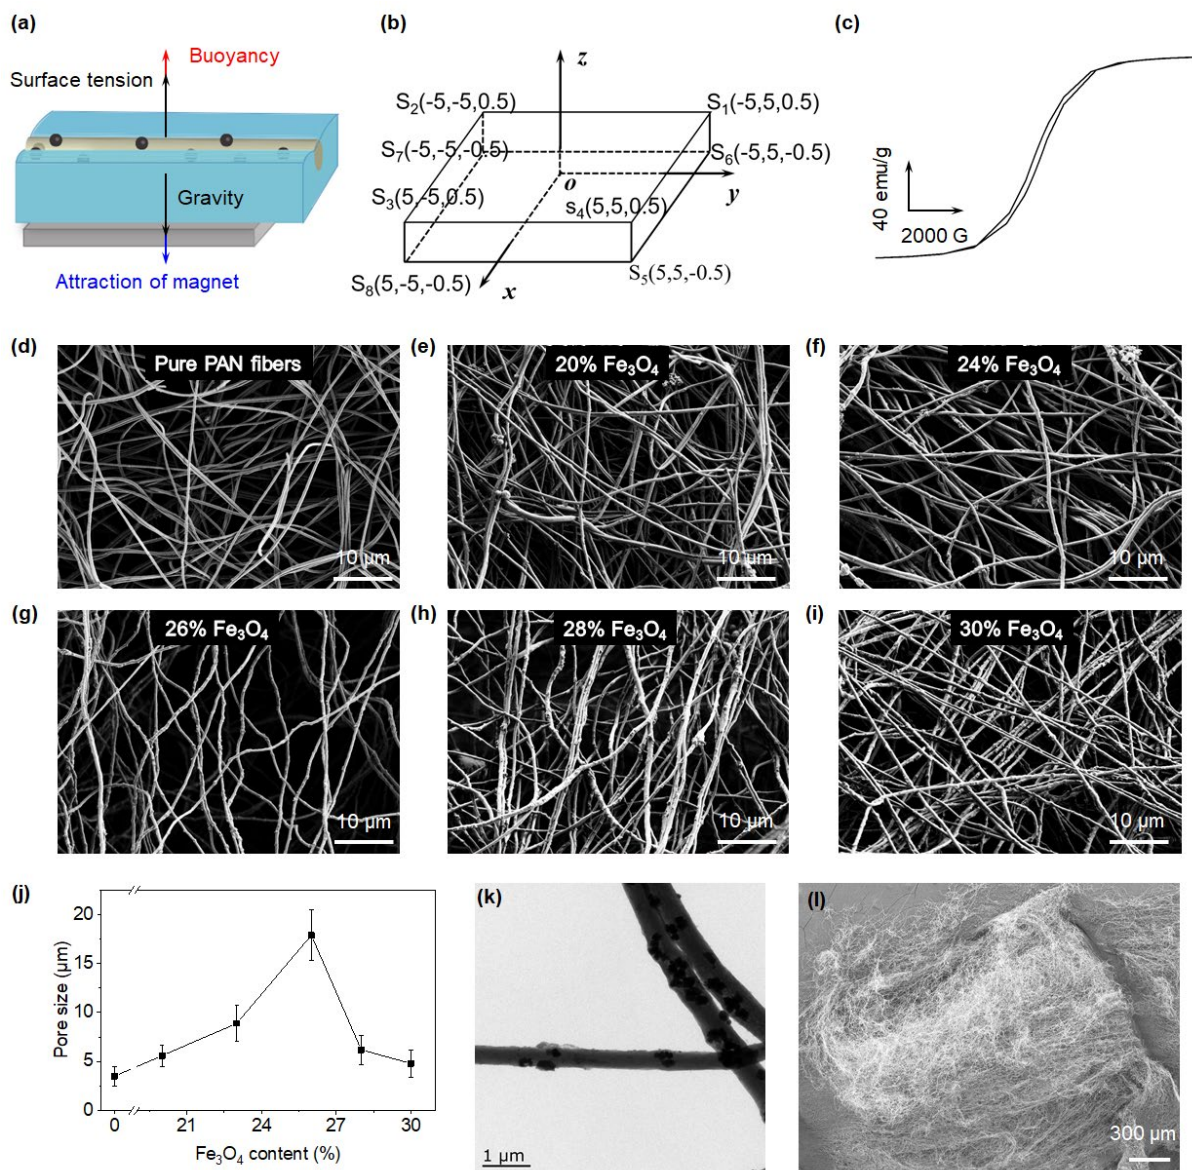 (a)
Buoyancy
Surface tension
Gravity
Attraction of magnet
(b)
z
S₂(-5,-5,0.5)
S₁(-5,5,0.5)
S₇(-5,-5,-0.5)
S₆(-5,5,-0.5)
o
y
S₃(5,-5,0.5)
s₄(5,5,0.5)
S₅(5,5,-0.5)
S₈(5,-5,-0.5)
x
(c)
40 emu/g
2000 G
(d)
Pure PAN fibers
10 µm
(e)
20% Fe₃O₄
10 µm
(f)
24% Fe₃O₄
10 µm
(g)
26% Fe₃O₄
10 µm
(h)
28% Fe₃O₄
10 µm
(i)
30% Fe₃O₄
10 µm
(j)
Pore size (µm)
20
15
10
5
0
0
21
24
27
30
Fe₃O₄ content (%)
(k)
1 µm
(l)
300 µm